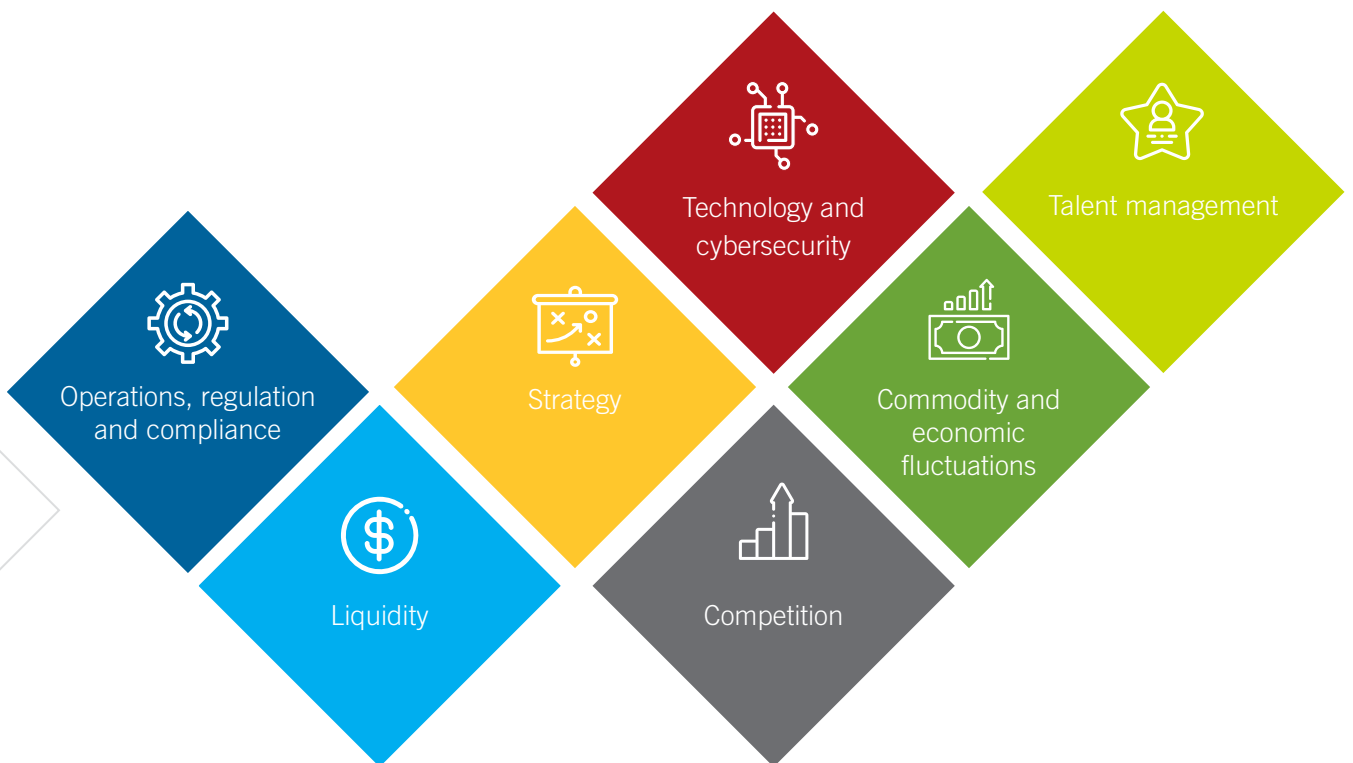 Operations, regulation
and compliance
Liquidity
Strategy
Technology and
cybersecurity
Competition
Commodity and
economic
fluctuations
Talent management